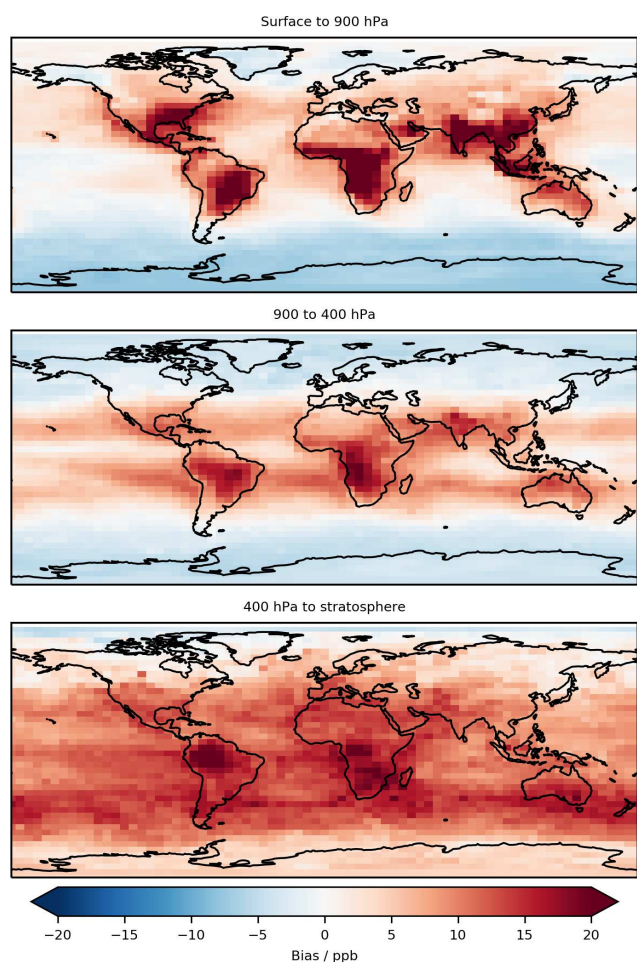 Surface to 900 hPa
900 to 400 hPa
400 hPa to stratosphere
−20 −15 −10 −5 0 5 10 15 20
Bias / ppb